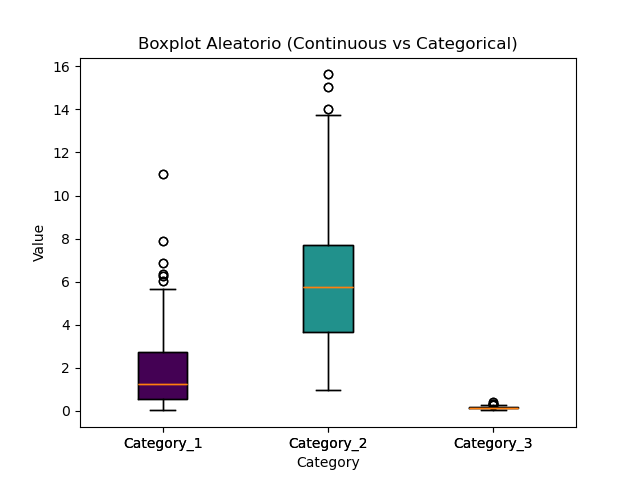 Boxplot Aleatorio (Continuous vs Categorical)
16
14
12
10
8
6
4
2
0
Value
Category_1 Category_2 Category_3
Category